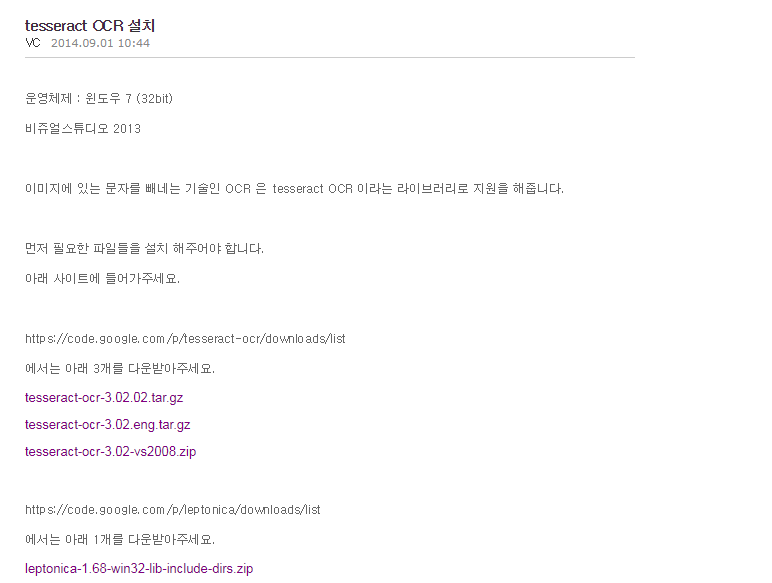 tesseract OCR 설치
VC 2014.09.01 10:44
운영체제 : 윈도우 7 (32bit)
비쥬얼스튜디오 2013
이미지에 있는 문자를 빼네는 기술인 OCR 은 tesseract OCR 이라는 라이브러리로 지원을 해줍니다.
먼저 필요한 파일들을 설치 해주어야 합니다.
아래 사이트에 들어가주세요.
https://code.google.com/p/tesseract-ocr/downloads/list
에서는 아래 3개를 다운받아주세요.
tesseract-ocr-3.02.02.tar.gz
tesseract-ocr-3.02.eng.tar.gz
tesseract-ocr-3.02-vs2008.zip
https://code.google.com/p/leptonica/downloads/list
에서는 아래 1개를 다운받아주세요.
leptonica-1.68-win32-lib-include-dirs.zip